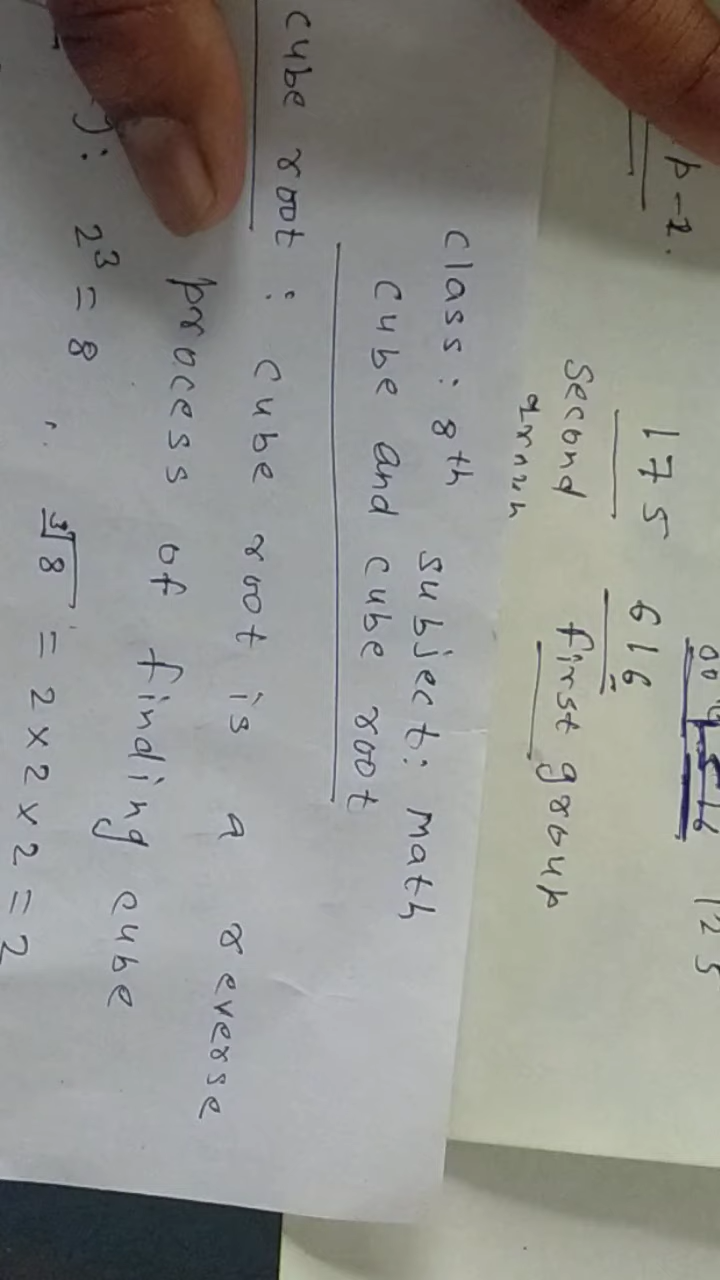 p-2.
175 616
second first group
class: 8th subject: math
cube and cube root
cube root : cube root is a reverse
process of finding cube
2³ = 8 ∴ ∛8 = 2×2×2 = 2